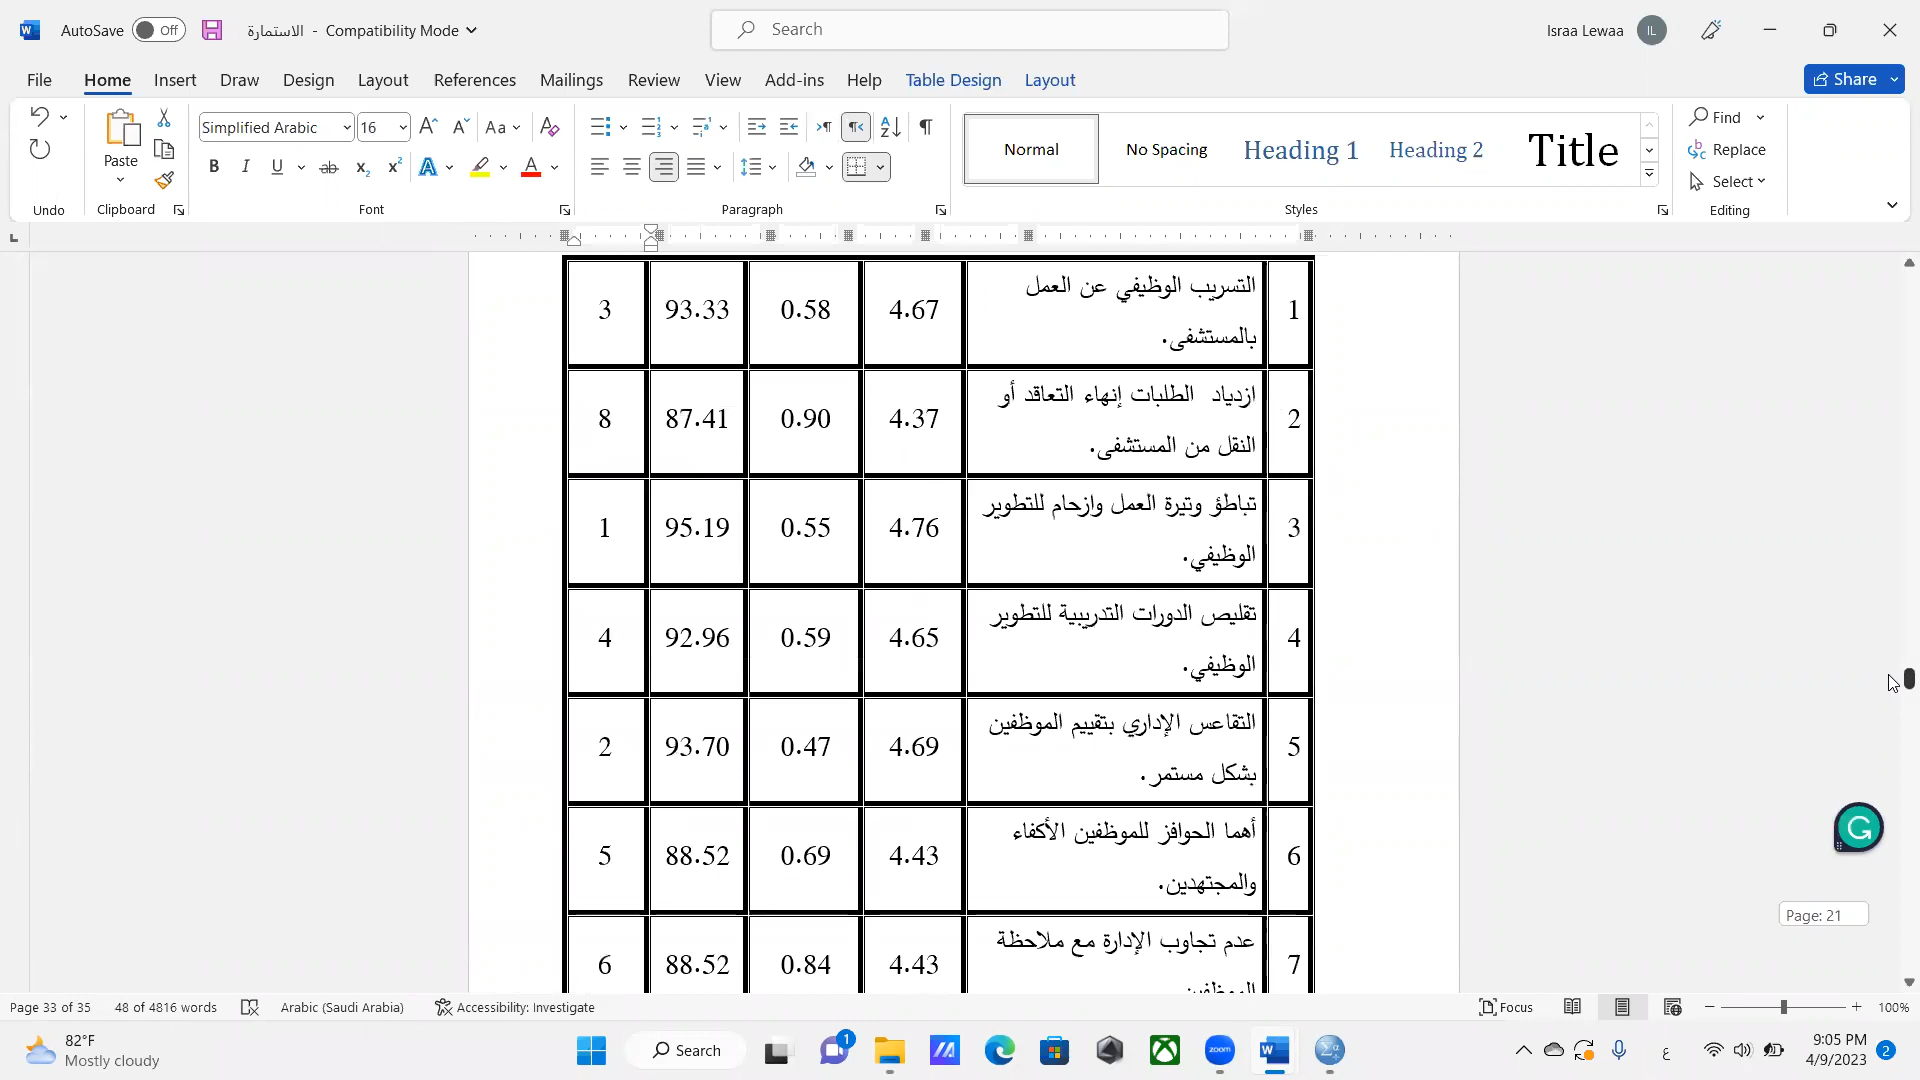 AutoSave Off الاستمارة - Compatibility Mode Search Israa Lewaa IL
File Home Insert Draw Design Layout References Mailings Review View Add-ins Help Table Design Layout Share
Paste Simplified Arabic 16 Aa Normal No Spacing Heading 1 Heading 2 Title Find Replace Select
Undo Clipboard Font Paragraph Styles Editing
1 التسريب الوظيفي عن العمل 4.67 0.58 93.33 3
بالمستشفى.
2 ازدياد الطلبات إنهاء التعاقد أو 4.37 0.90 87.41 8
النقل من المستشفى.
3 تباطؤ وتيرة العمل وازحام للتطوير 4.76 0.55 95.19 1
الوظيفي.
4 تقليص الدورات التدريبية للتطوير 4.65 0.59 92.96 4
الوظيفي.
5 التقاعس الإداري بتقييم الموظفين 4.69 0.47 93.70 2
بشكل مستمر.
6 أهما الحوافز للموظفين الأكفاء 4.43 0.69 88.52 5
والمجتهدين.
7 عدم تجاوب الإدارة مع ملاحظة 4.43 0.84 88.52 6
Page: 21
Page 33 of 35 48 of 4816 words Arabic (Saudi Arabia) Accessibility: Investigate Focus 100%
82°F
Mostly cloudy
Search 1 zoom ع
9:05 PM
4/9/2023 2